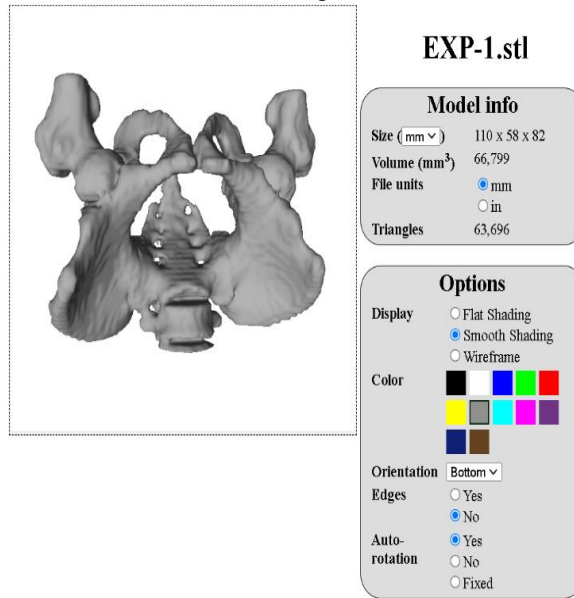 EXP-1.stl
Model info
Size ( mm ) 110 x 58 x 82
Volume (mm³) 66,799
File units mm
in
Triangles 63,696
Options
Display Flat Shading
Smooth Shading
Wireframe
Color
Orientation Bottom
Edges Yes
No
Auto- Yes
rotation No
Fixed